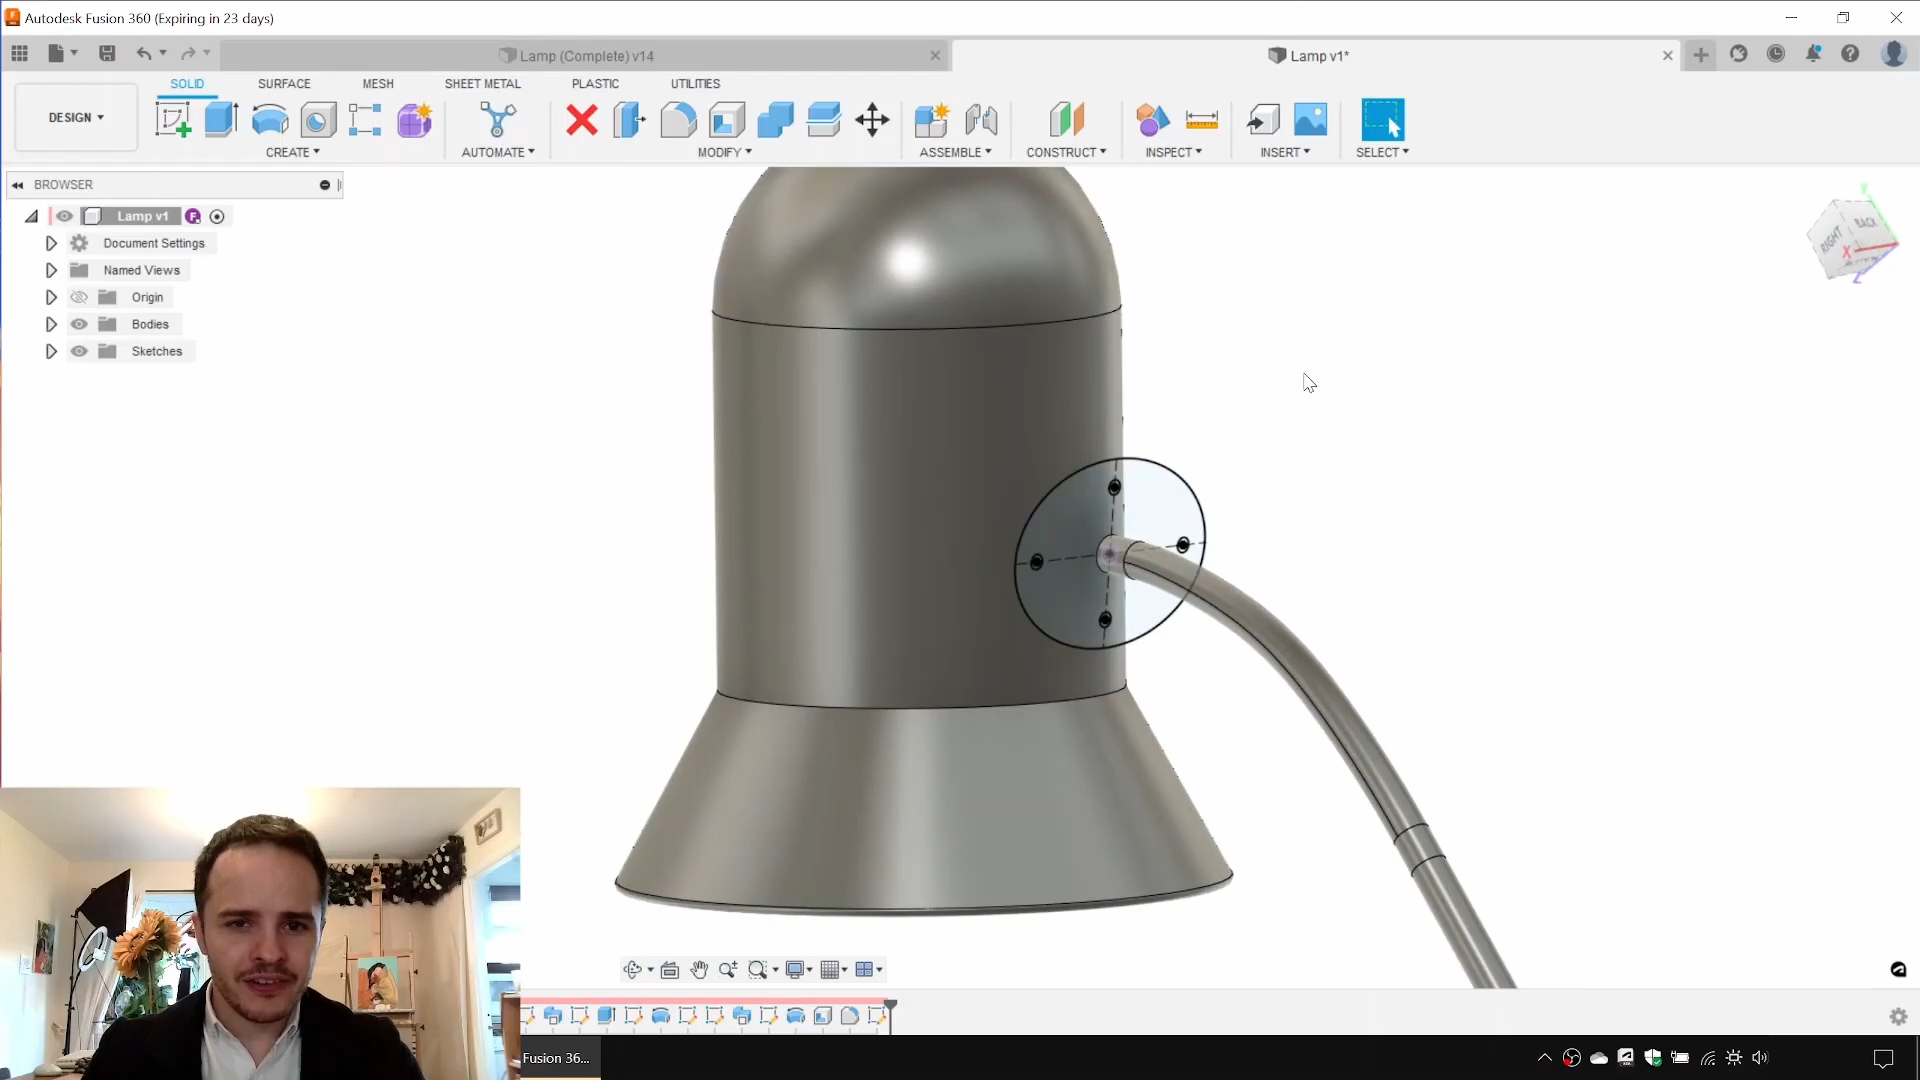 Autodesk Fusion 360 (Expiring in 23 days)
Lamp (Complete) v14
Lamp v1*
DESIGN
SOLID
SURFACE
MESH
SHEET METAL
PLASTIC
UTILITIES
CREATE
AUTOMATE
MODIFY
ASSEMBLE
CONSTRUCT
INSPECT
INSERT
SELECT
BROWSER
Lamp v1
Document Settings
Named Views
Origin
Bodies
Sketches
RIGHT
BACK
X
Fusion 36...